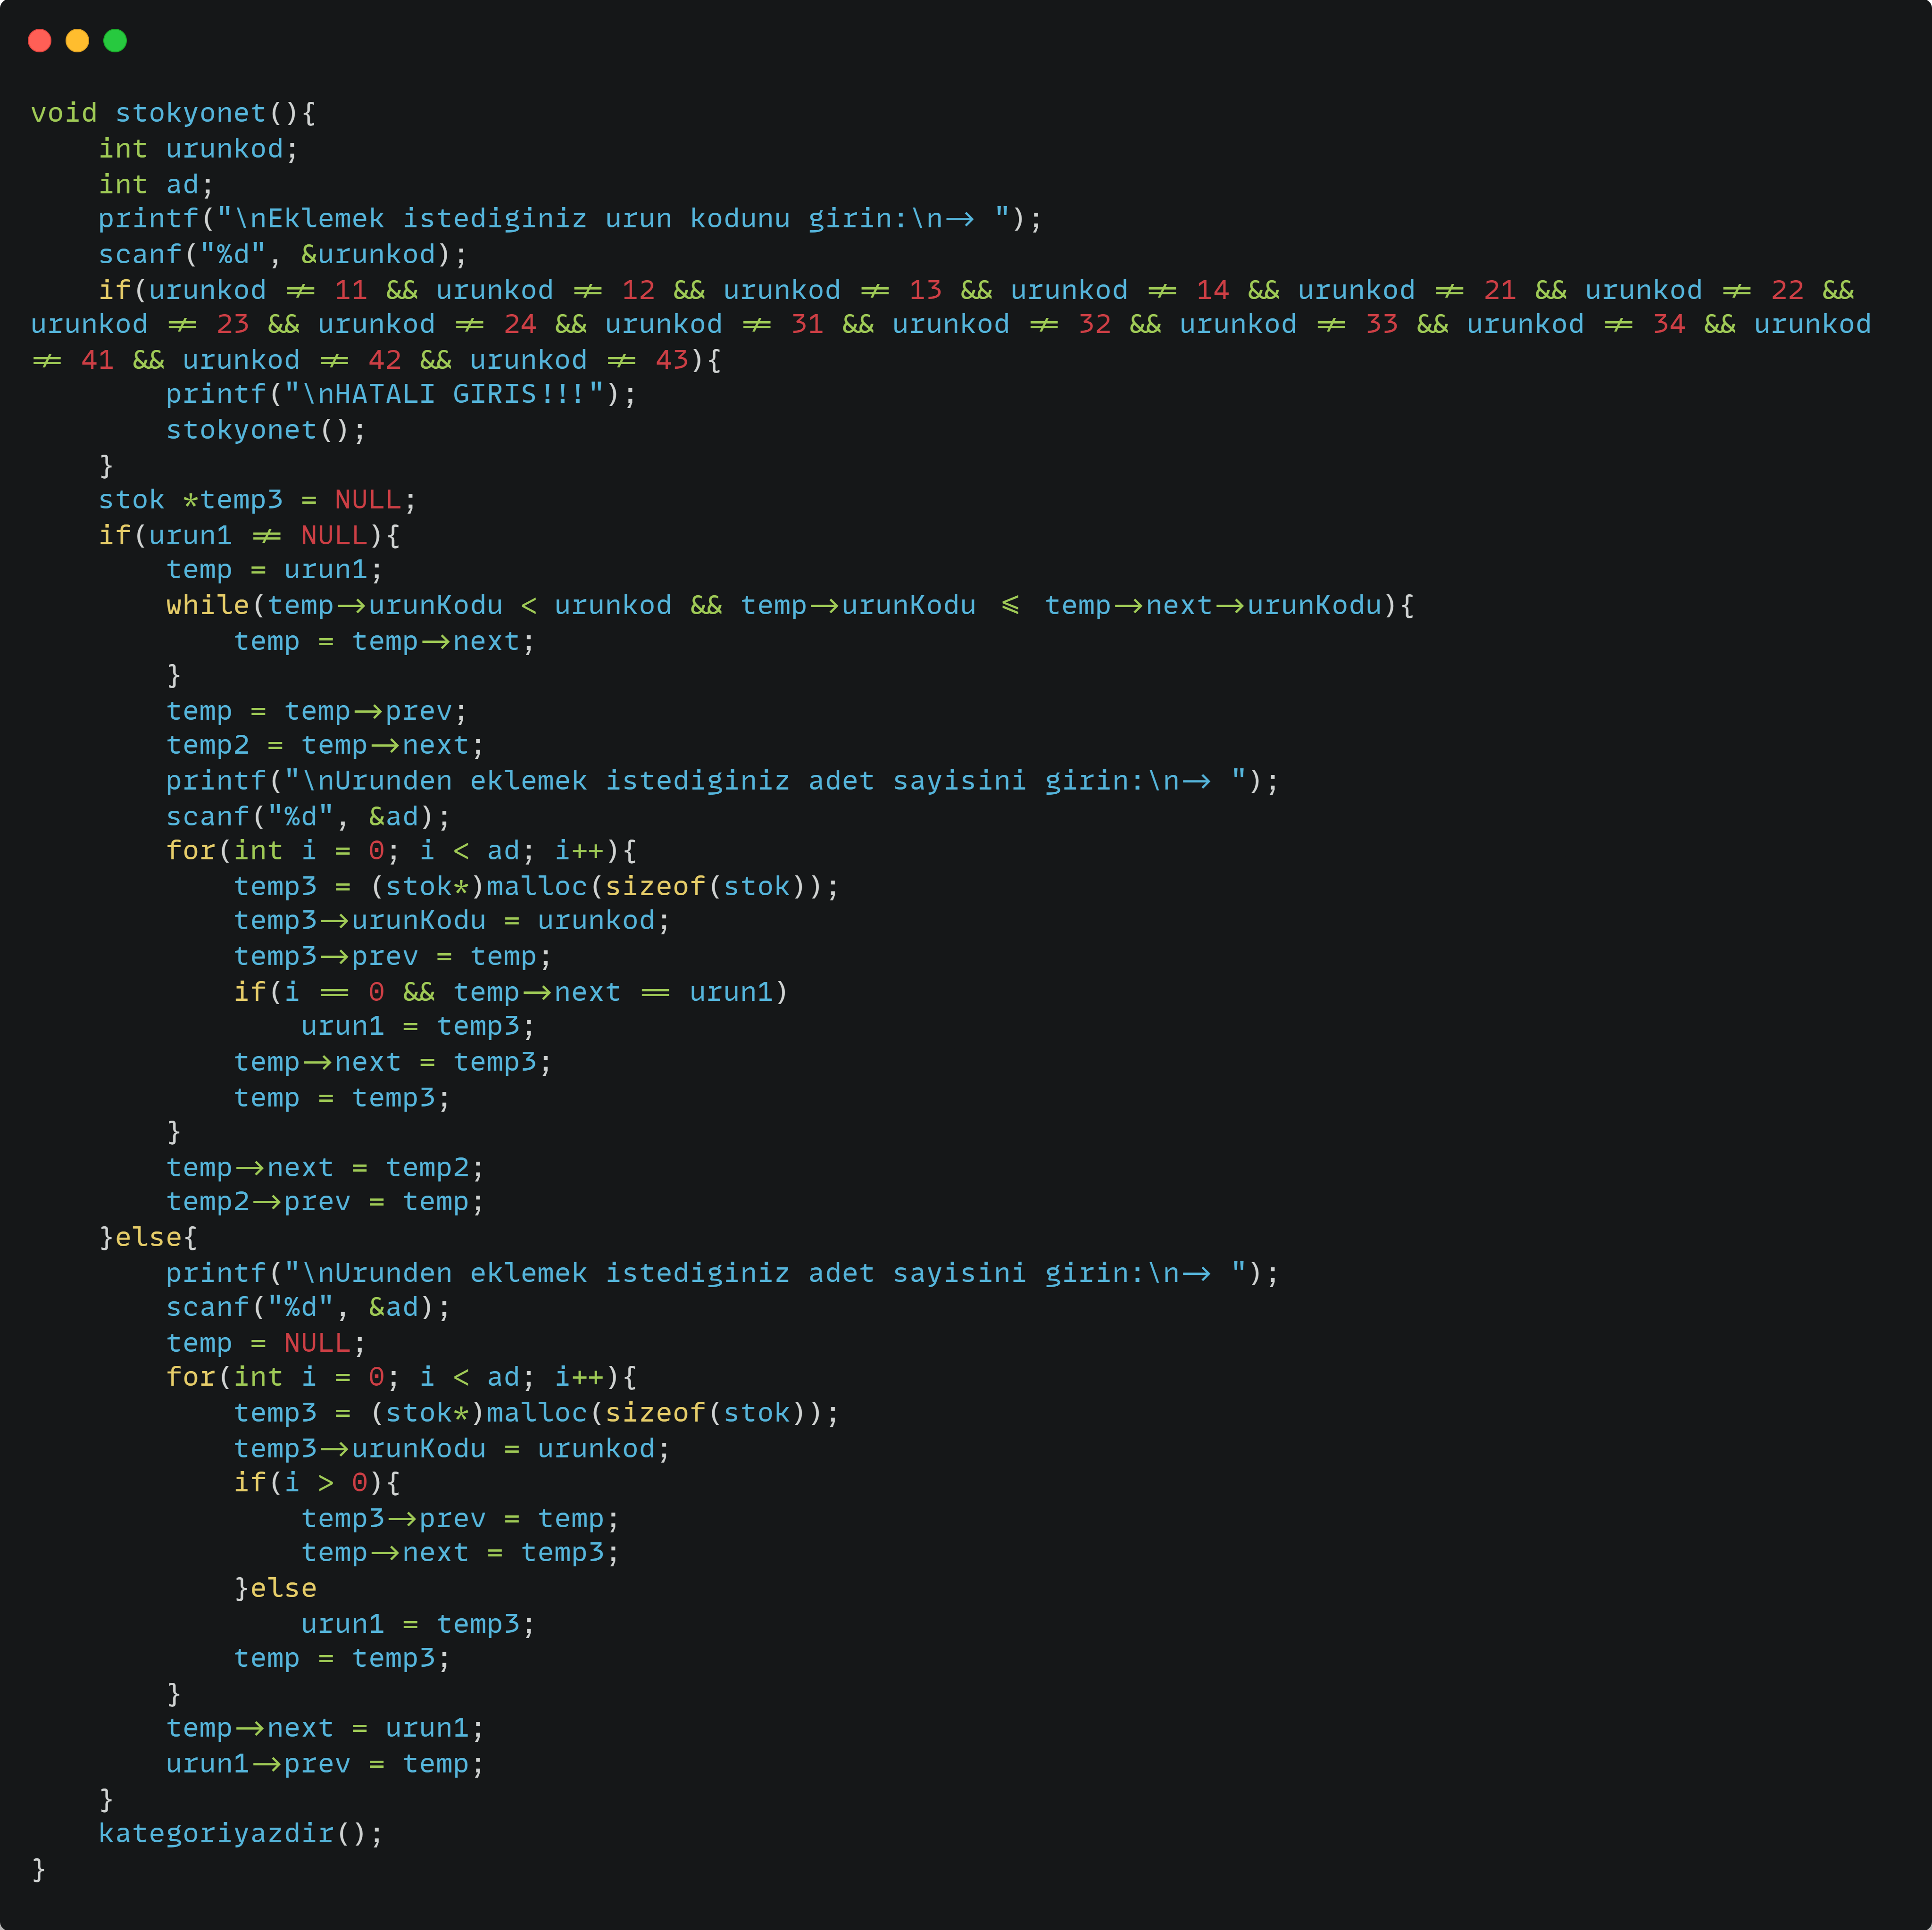 void stokyonet(){
    int urunkod;
    int ad;
    printf("\nEklemek istediginiz urun kodunu girin:\n-> ");
    scanf("%d", &urunkod);
    if(urunkod != 11 && urunkod != 12 && urunkod != 13 && urunkod != 14 && urunkod != 21 && urunkod != 22 &&
urunkod != 23 && urunkod != 24 && urunkod != 31 && urunkod != 32 && urunkod != 33 && urunkod != 34 && urunkod
!= 41 && urunkod != 42 && urunkod != 43){
        printf("\nHATALI GIRIS!!!");
        stokyonet();
    }
    stok *temp3 = NULL;
    if(urun1 != NULL){
        temp = urun1;
        while(temp->urunKodu < urunkod && temp->urunKodu <= temp->next->urunKodu){
            temp = temp->next;
        }
        temp = temp->prev;
        temp2 = temp->next;
        printf("\nUrunden eklemek istediginiz adet sayisini girin:\n-> ");
        scanf("%d", &ad);
        for(int i = 0; i < ad; i++){
            temp3 = (stok*)malloc(sizeof(stok));
            temp3->urunKodu = urunkod;
            temp3->prev = temp;
            if(i == 0 && temp->next == urun1)
                urun1 = temp3;
            temp->next = temp3;
            temp = temp3;
        }
        temp->next = temp2;
        temp2->prev = temp;
    }else{
        printf("\nUrunden eklemek istediginiz adet sayisini girin:\n-> ");
        scanf("%d", &ad);
        temp = NULL;
        for(int i = 0; i < ad; i++){
            temp3 = (stok*)malloc(sizeof(stok));
            temp3->urunKodu = urunkod;
            if(i > 0){
                temp3->prev = temp;
                temp->next = temp3;
            }else
                urun1 = temp3;
            temp = temp3;
        }
        temp->next = urun1;
        urun1->prev = temp;
    }
    kategoriyazdir();
}